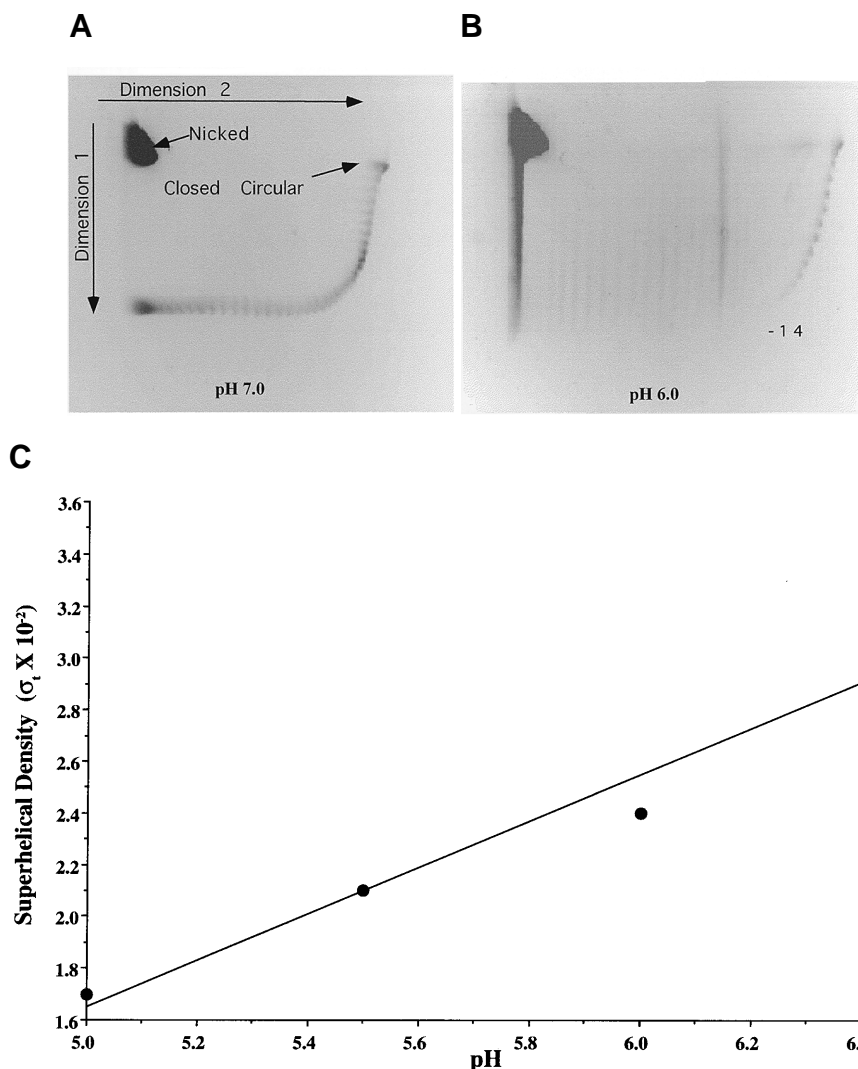 A
B
Dimension 2
Dimension 1
Nicked
Closed Circular
pH 7.0
-14
pH 6.0
C
3.6
3.4
3.2
3.0
2.8
2.6
2.4
2.2
2.0
1.8
1.6
Superhelical Density (σt X 10-2)
5.0 5.2 5.4 5.6 5.8 6.0 6.2 6.
pH